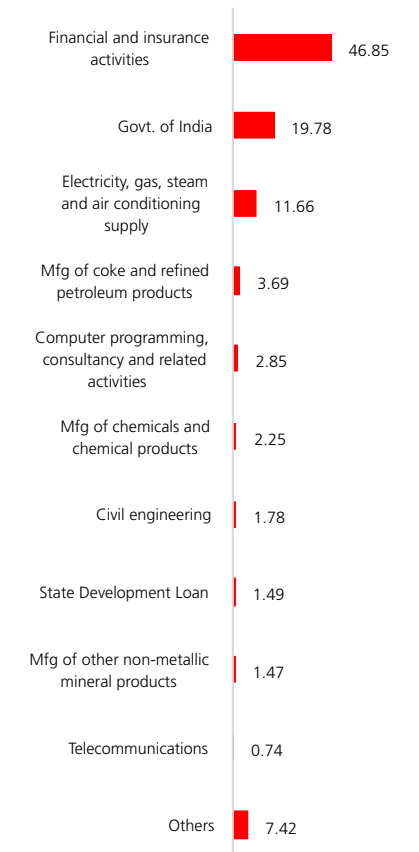 Financial and insurance
activities
46.85
Govt. of India
19.78
Electricity, gas, steam
and air conditioning
supply
11.66
Mfg of coke and refined
petroleum products
3.69
Computer programming,
consultancy and related
activities
2.85
Mfg of chemicals and
chemical products
2.25
Civil engineering
1.78
State Development Loan
1.49
Mfg of other non-metallic
mineral products
1.47
Telecommunications
0.74
Others
7.42